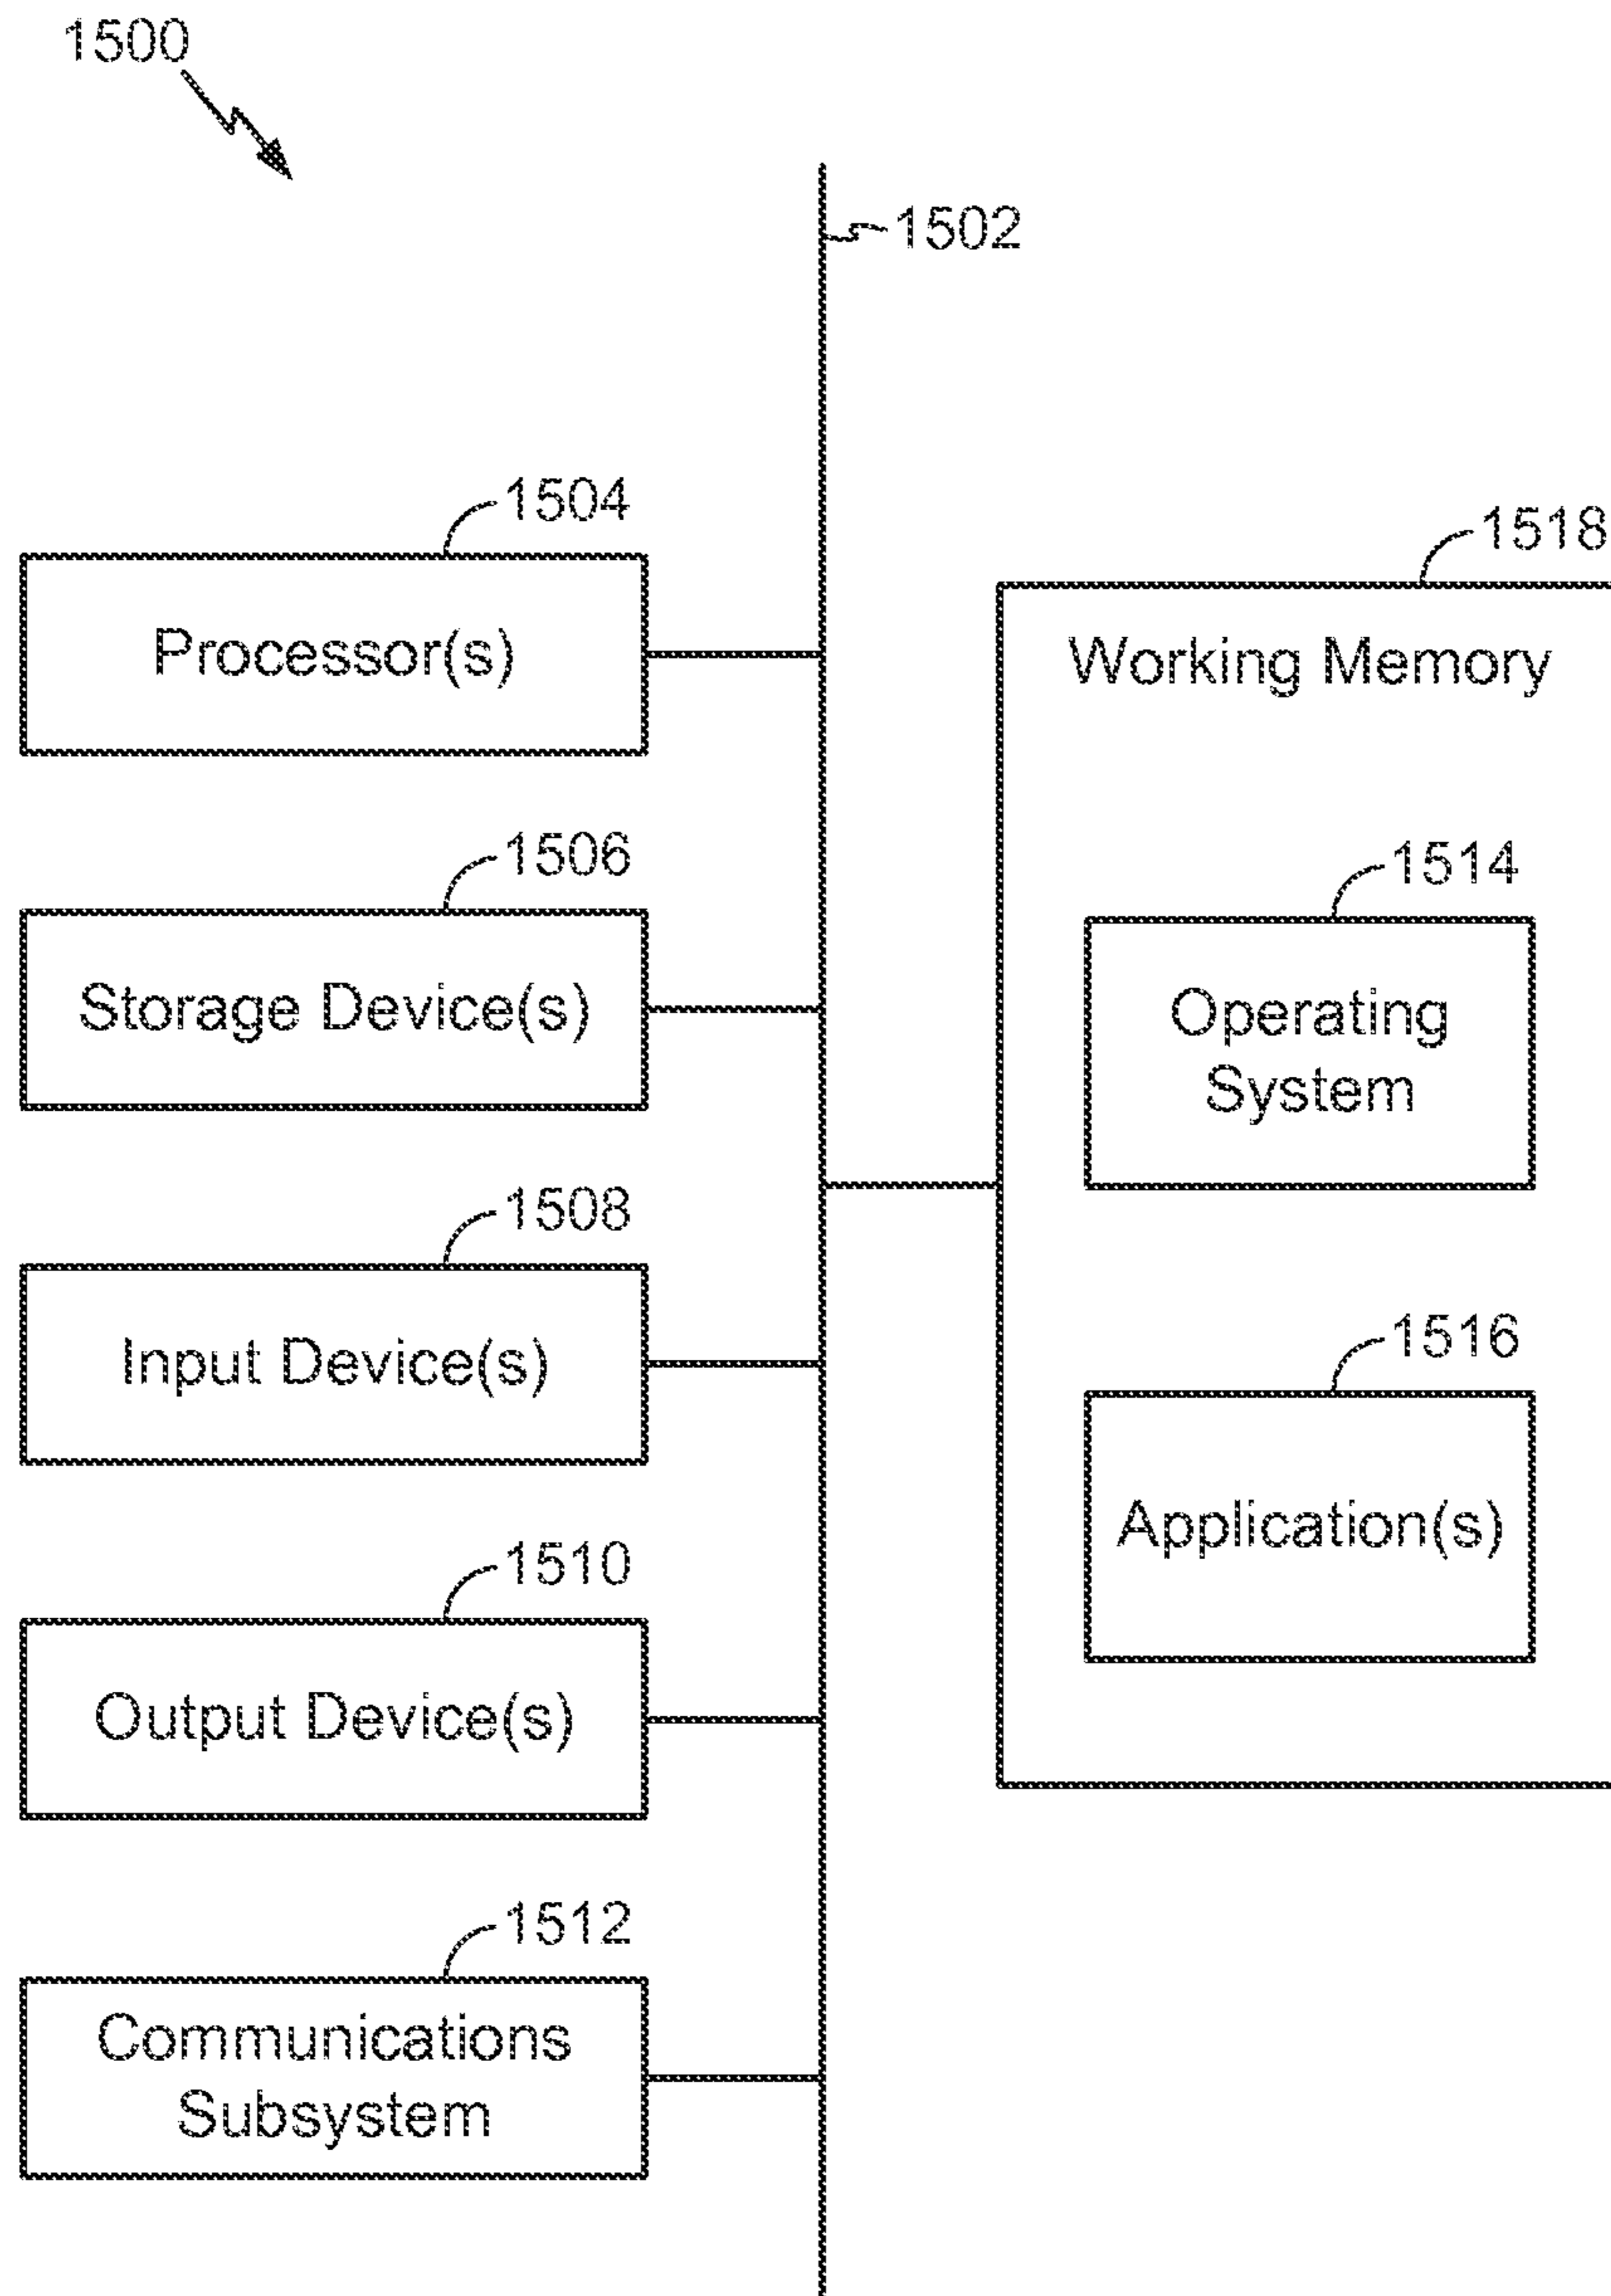 1500
1502
1504
Processor(s)
1506
Storage Device(s)
1508
Input Device(s)
1510
Output Device(s)
1512
Communications
Subsystem
1518
Working Memory
1514
Operating
System
1516
Application(s)